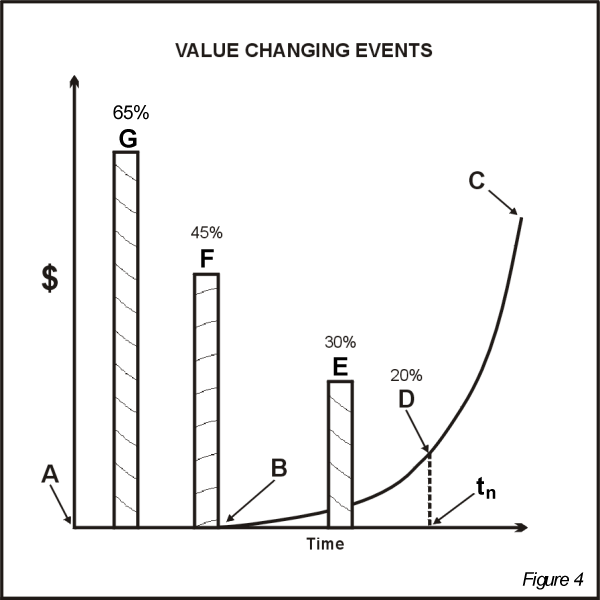 VALUE CHANGING EVENTS
65%
G
C
45%
F
$
30%
E
20%
D
A
B
tn
Time
Figure 4